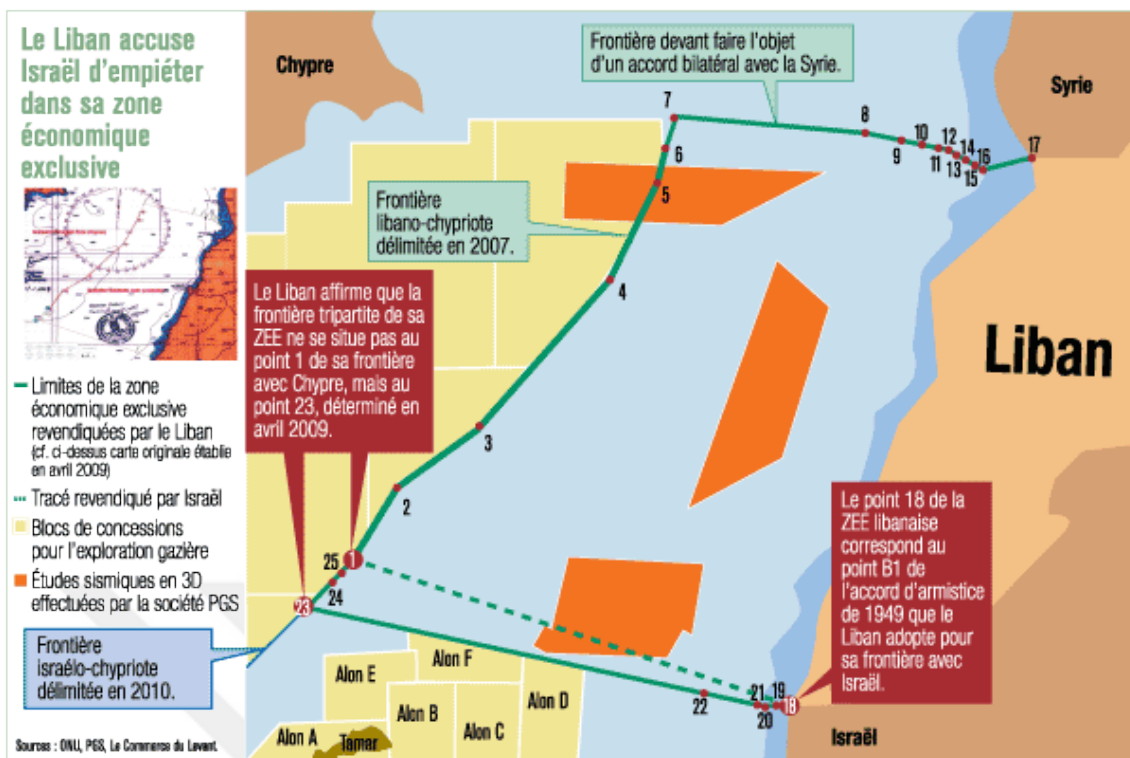 Le Liban accuse
Israël d'empiéter
dans sa zone
économique
exclusive
Limites de la zone
économique exclusive
revendiquées par le Liban
(cf. ci-dessus carte originale établie
en avril 2009)
Tracé revendiqué par Israël
Blocs de concessions
pour l'exploration gazière
Études sismiques en 3D
effectuées par la société PGS
Frontière
israélo-chypriote
délimitée en 2010.
Sources : ONU, PGS, Le Commerce du Levant.
Chypre
Frontière devant faire l'objet
d'un accord bilatéral avec la Syrie.
Syrie
7
8
9
10
11
12
13
14
15
16
17
6
5
Frontière
libano-chypriote
délimitée en 2007.
4
Liban
Le Liban affirme que la
frontière tripartite de sa
ZEE ne se situe pas au
point 1 de sa frontière
avec Chypre, mais au
point 23, déterminé en
avril 2009.
3
2
25
1
24
23
Le point 18 de la
ZEE libanaise
correspond au
point B1 de
l'accord d'armistice
de 1949 que le
Liban adopte pour
sa frontière avec
Israël.
22
21
19
20
18
Alon F
Alon E
Alon D
Alon B
Alon C
Alon A
Tamar
Israël